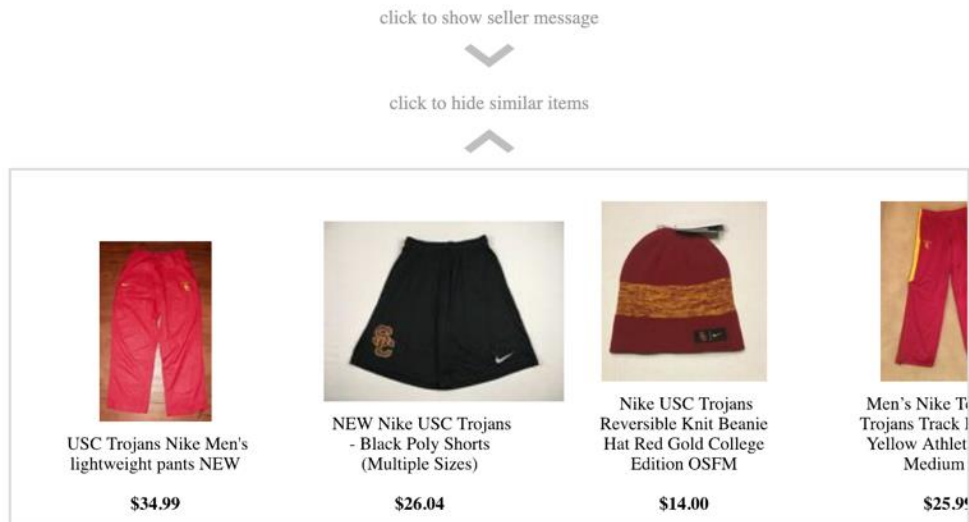 click to show seller message
click to hide similar items
USC Trojans Nike Men's
lightweight pants NEW
$34.99
NEW Nike USC Trojans
- Black Poly Shorts
(Multiple Sizes)
$26.04
Nike USC Trojans
Reversible Knit Beanie
Hat Red Gold College
Edition OSFM
$14.00
Men’s Nike
Trojans Track
Yellow
Medium
$25.99